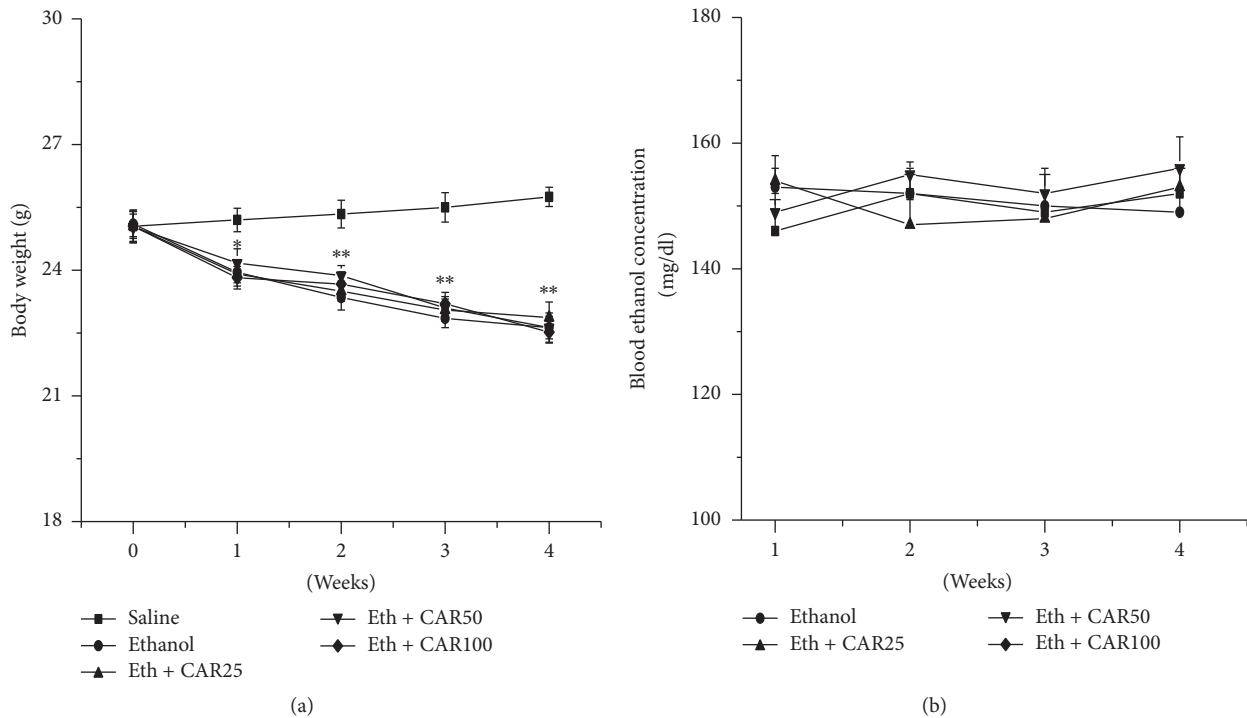 30
27
24
21
18
Body weight (g)
*
**
**
**
0 1 2 3 4
(Weeks)
Saline
Ethanol
Eth + CAR25
Eth + CAR50
Eth + CAR100
(a)
180
160
140
120
100
Blood ethanol concentration
(mg/dl)
1 2 3 4
(Weeks)
Ethanol
Eth + CAR25
Eth + CAR50
Eth + CAR100
(b)